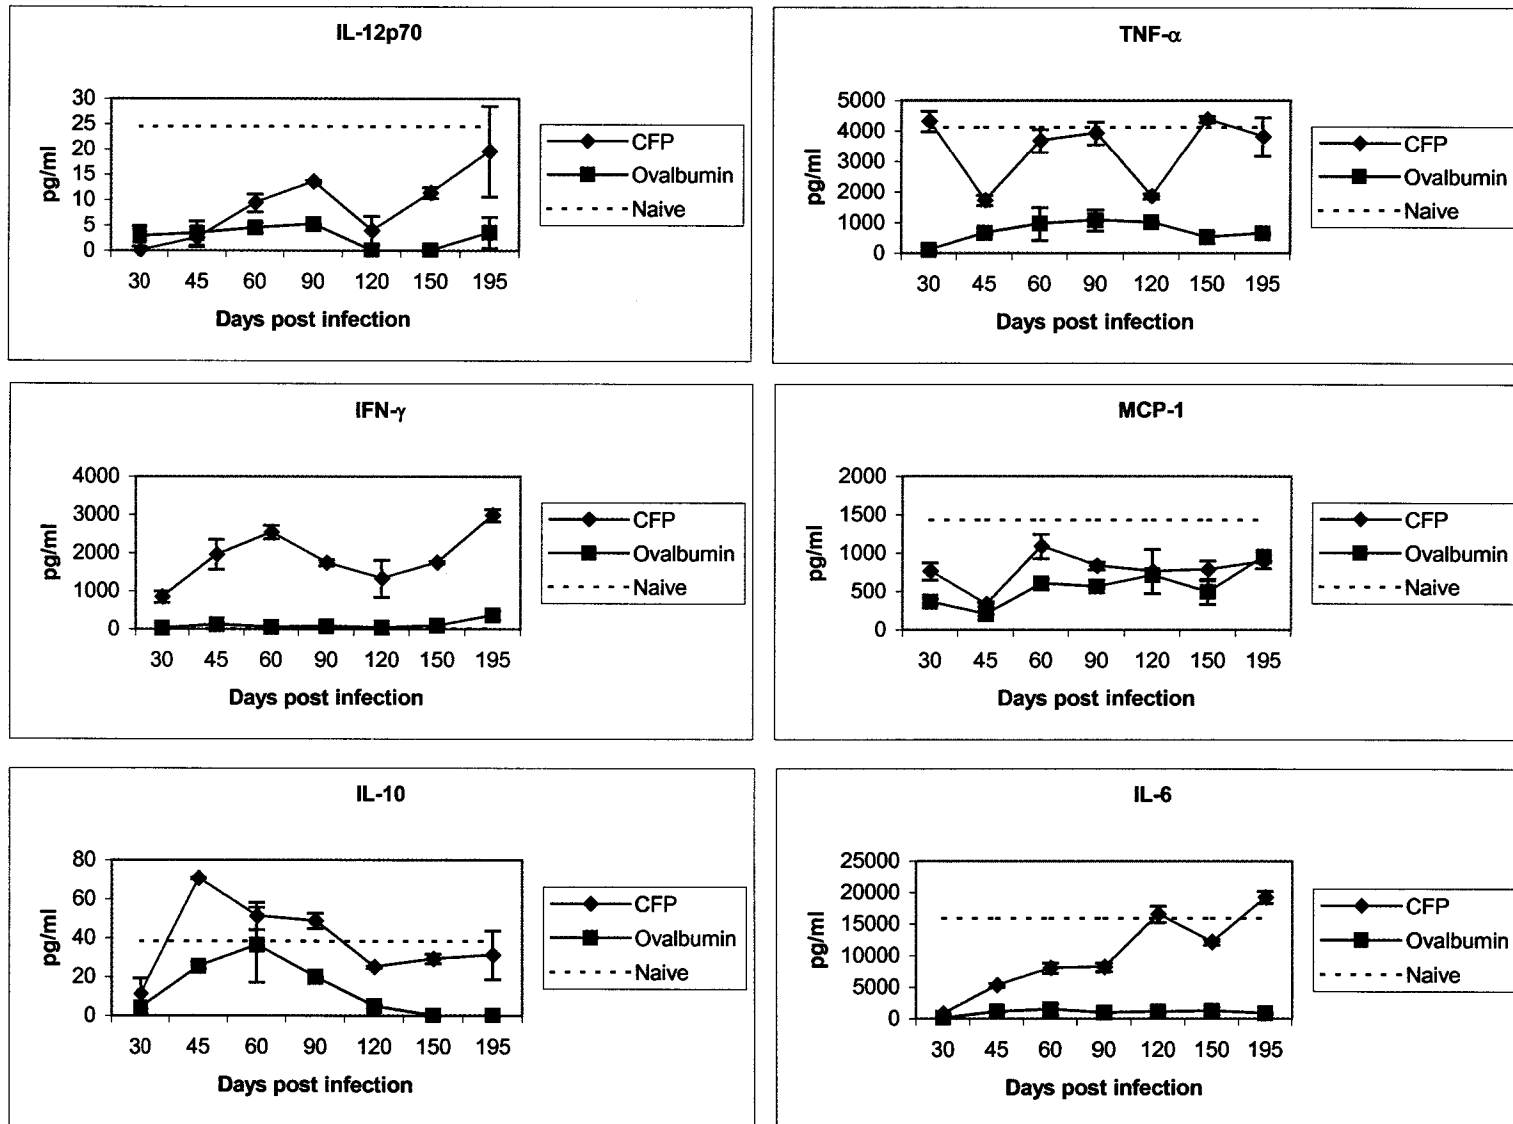 IL-12p70
30
25
20
15
10
5
0
pg/ml
30 45 60 90 120 150 195
Days post infection
CFP
Ovalbumin
Naive
TNF-α
5000
4000
3000
2000
1000
0
pg/ml
30 45 60 90 120 150 195
Days post infection
CFP
Ovalbumin
Naive
IFN-γ
4000
3000
2000
1000
0
pg/ml
30 45 60 90 120 150 195
Days post infection
CFP
Ovalbumin
Naive
MCP-1
2000
1500
1000
500
0
pg/ml
30 45 60 90 120 150 195
Days post infection
CFP
Ovalbumin
Naive
IL-10
80
60
40
20
0
pg/ml
30 45 60 90 120 150 195
Days post infection
CFP
Ovalbumin
Naive
IL-6
25000
20000
15000
10000
5000
0
pg/ml
30 45 60 90 120 150 195
Days post infection
CFP
Ovalbumin
Naive